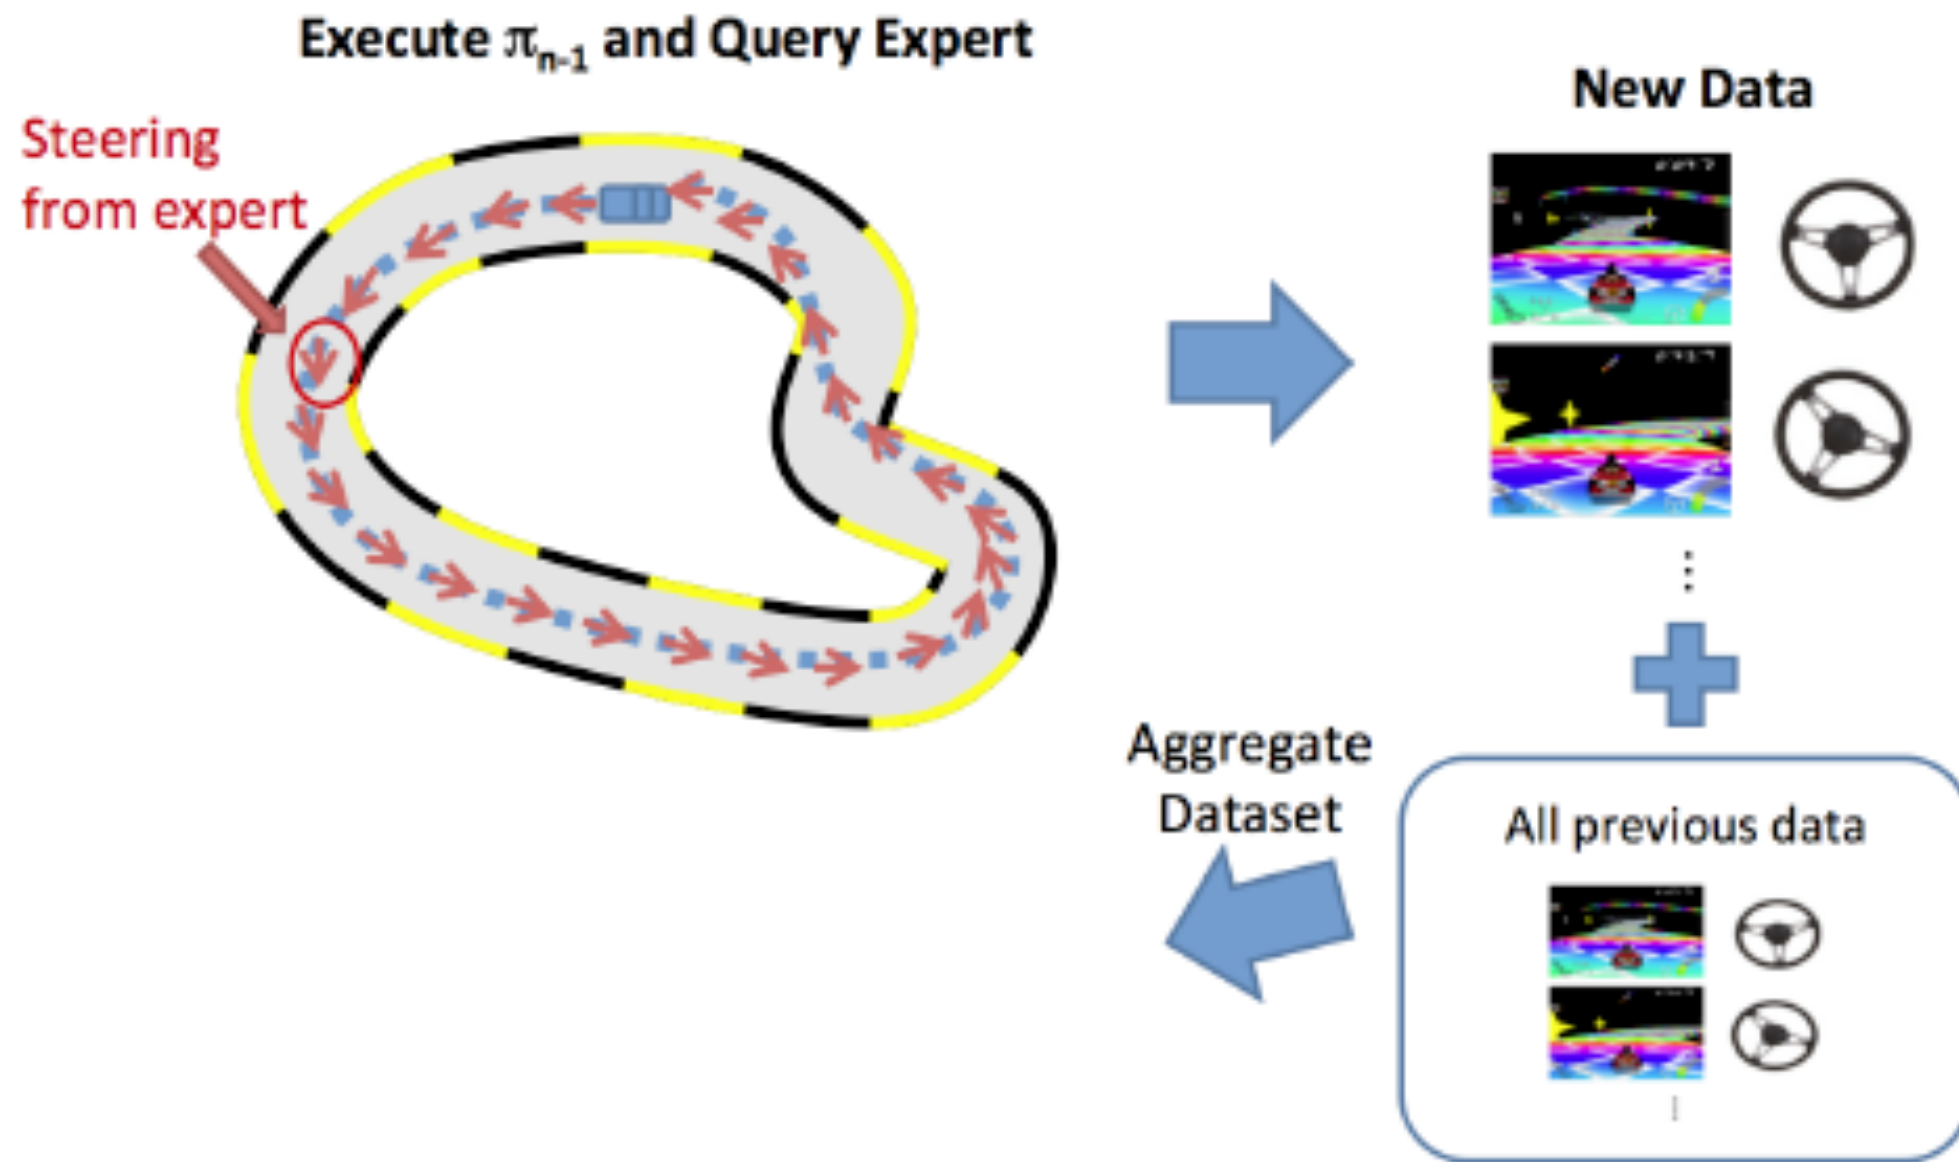 Execute πn-1 and Query Expert
Steering
from expert
New Data
Aggregate
Dataset
All previous data